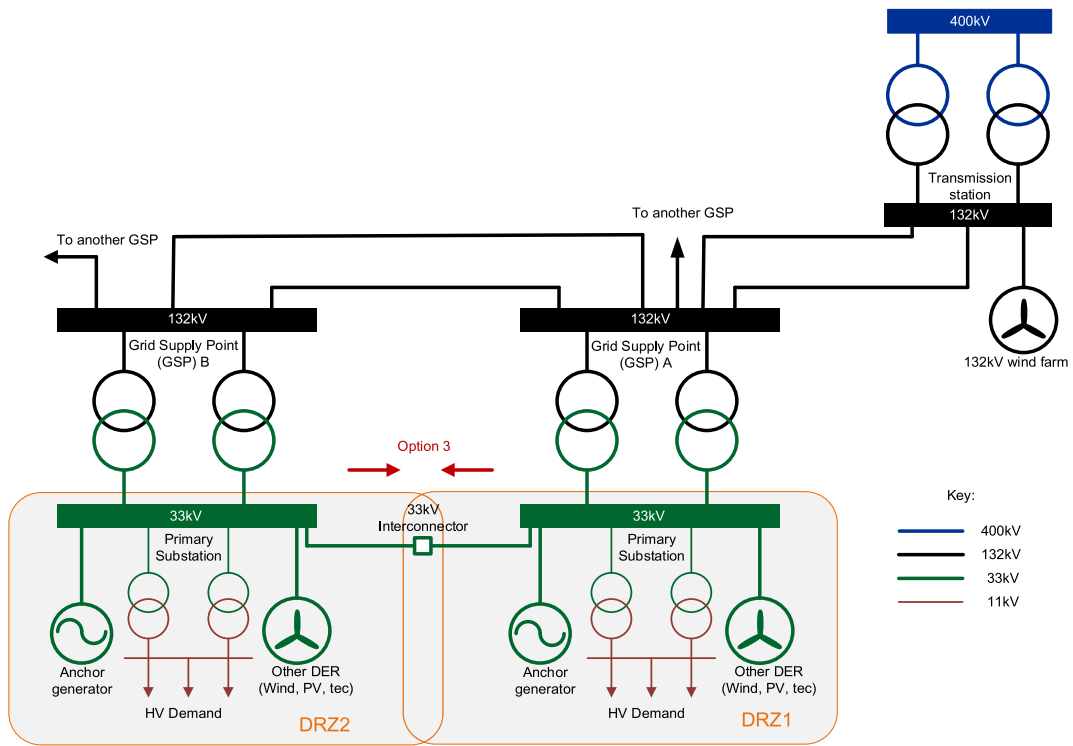 400kV
Transmission
station
132kV
To another GSP
To another GSP
132kV
132kV
Grid Supply Point
(GSP) B
Grid Supply Point
(GSP) A
132kV wind farm
Option 3
33kV
33kV
Interconnector
33kV
Primary
Substation
Primary
Substation
Key:
400kV
132kV
33kV
11kV
Anchor
generator
Other DER
(Wind, PV, tec)
Anchor
generator
Other DER
(Wind, PV, tec)
HV Demand
HV Demand
DRZ2
DRZ1